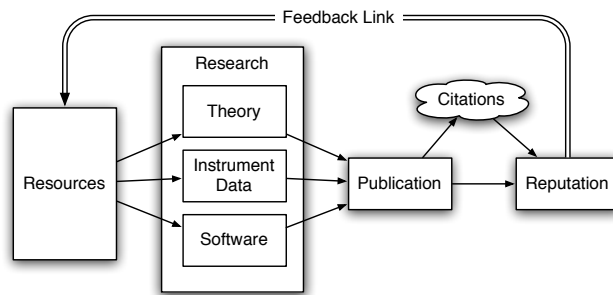 Feedback Link
Research
Theory
Citations
Resources
Instrument
Data
Publication
Reputation
Software